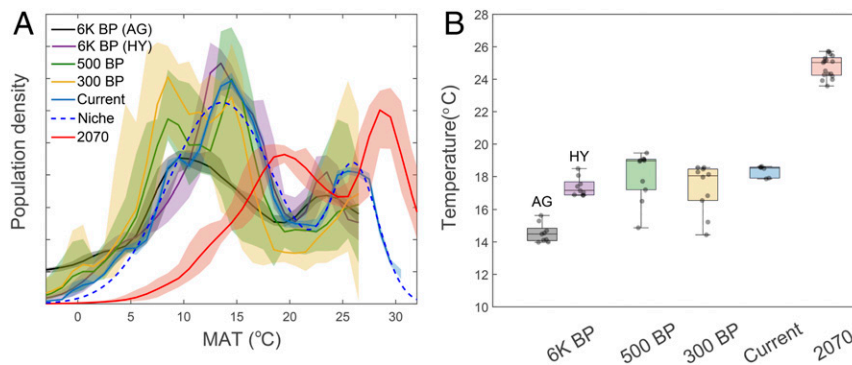 A
6K BP (AG)
6K BP (HY)
500 BP
300 BP
Current
Niche
2070
Population density
0 5 10 15 20 25 30
MAT (°C)
B
Temperature(°C)
28
26
24
22
20
18
16
14
12
10
AG
HY
6K BP
500 BP
300 BP
Current
2070